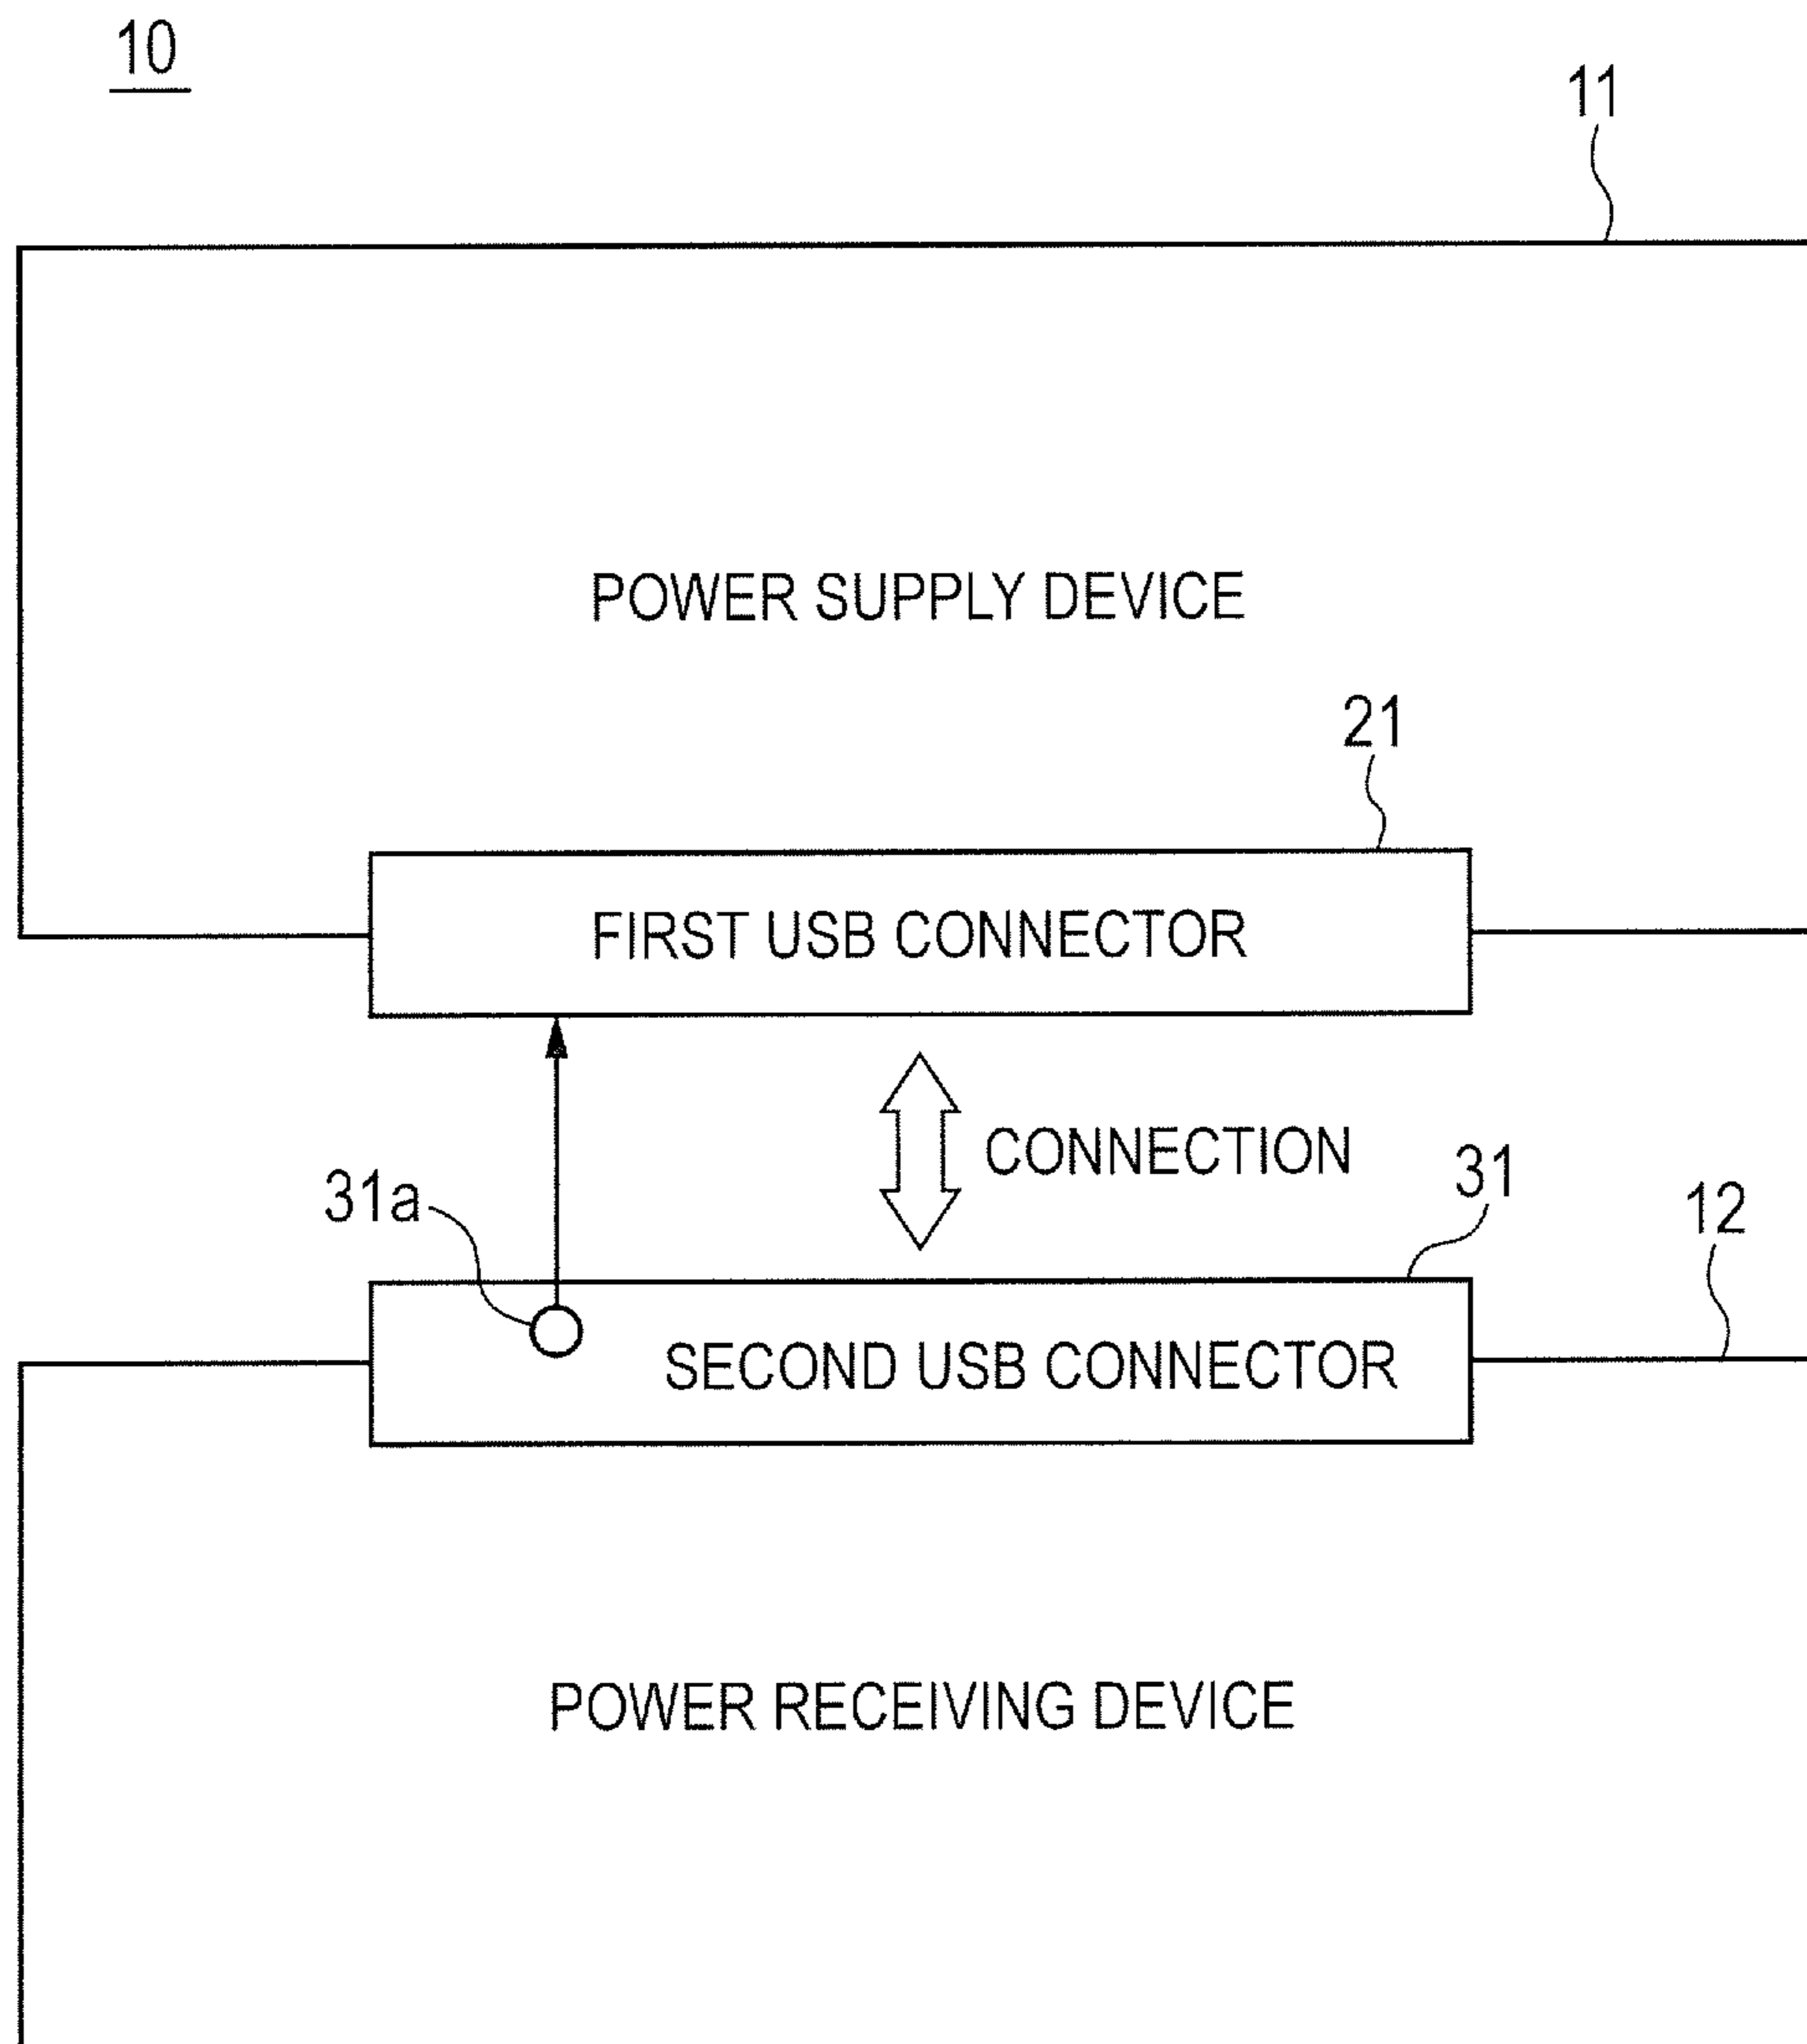 10
11
POWER SUPPLY DEVICE
21
FIRST USB CONNECTOR
CONNECTION
31a
31
12
SECOND USB CONNECTOR
POWER RECEIVING DEVICE